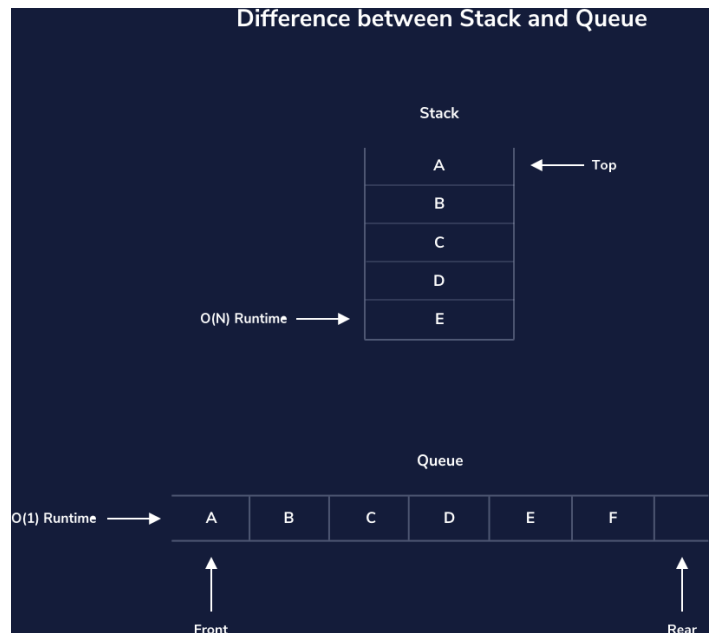 Difference between Stack and Queue
Stack
A
Top
B
C
D
O(N) Runtime
E
Queue
O(1) Runtime
A
B
C
D
E
F
Front
Rear